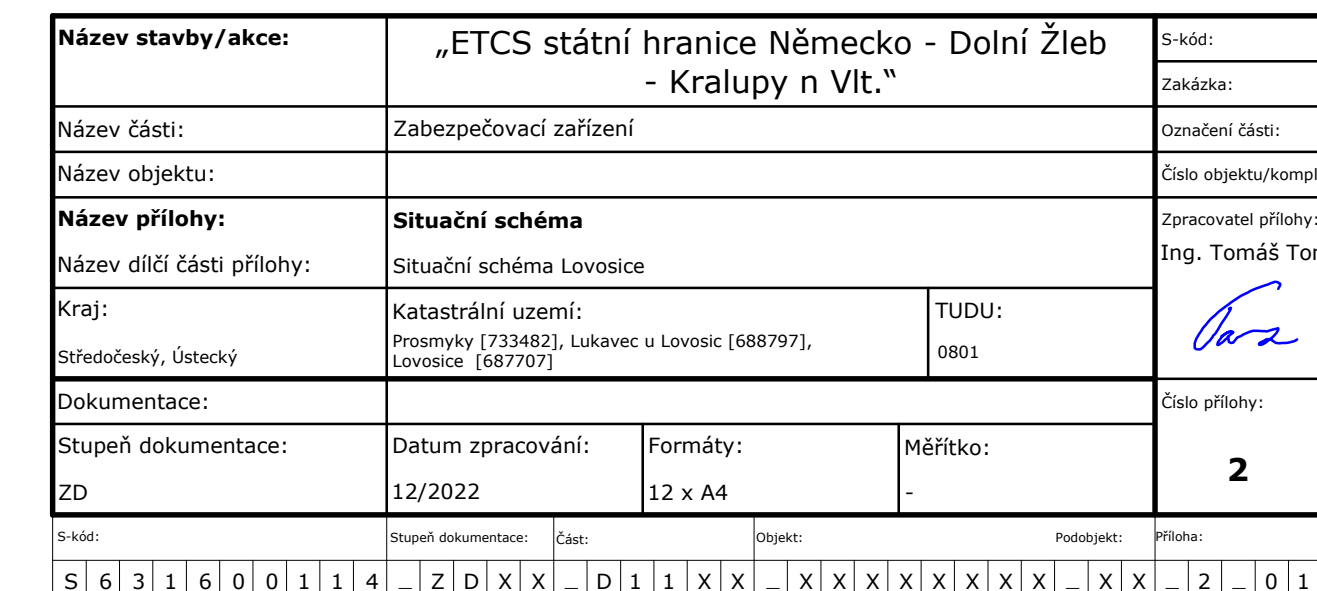 Název stavby/akce:
„ETCS státní hranice Německo - Dolní Žleb
- Kralupy n Vlt.“
S-kód:
Zakázka:
Název části:
Zabezpečovací zařízení
Označení části:
Název objektu:
Číslo objektu/kompl
Název přílohy:
Situační schéma
Zpracovatel přílohy:
Název dílčí části přílohy:
Situační schéma Lovosice
Ing. Tomáš
Kraj:
Katastrální uzemí:
TUDU:
Středočeský, Ústecký
Prosmyky [733482], Lukavec u Lovosic [688797],
Lovosice [687707]
0801
Dokumentace:
Číslo přílohy:
Stupeň dokumentace:
Datum zpracování:
Formáty:
Měřítko:
ZD
12/2022
12 x A4
-
2
S-kód:
Stupeň dokumentace:
Část:
Objekt:
Podobjekt:
Příloha:
S 6 3 1 6 0 0 1 1 4 _ Z D X X _ D 1 1 X X _ X X X X X X X X _ X X _ 2 _ 0 1